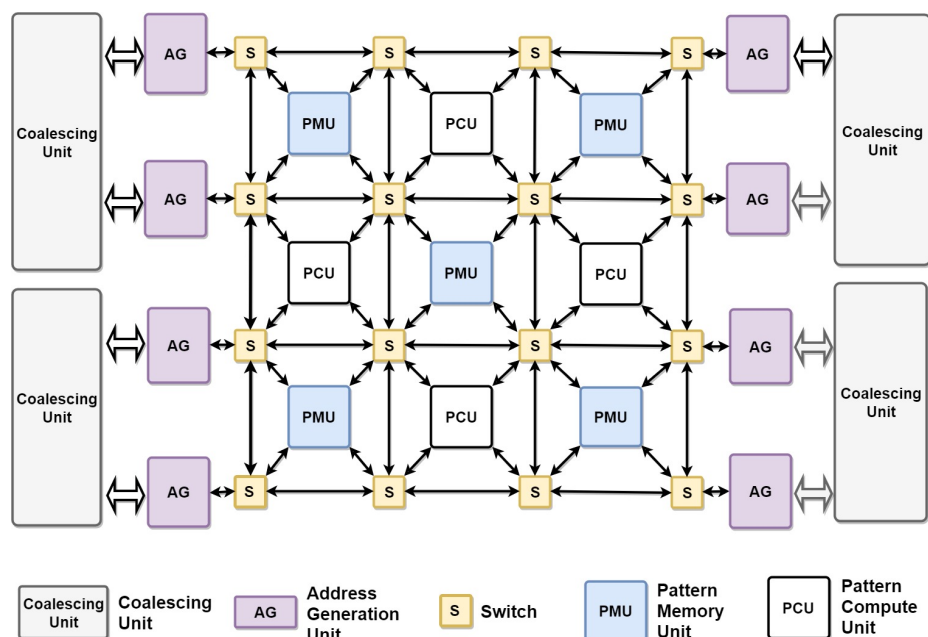 AG
S
S
S
S
AG
PMU
PCU
PMU
Coalescing
Unit
Coalescing
Unit
AG
S
S
S
S
AG
PCU
PMU
PCU
AG
S
S
S
S
AG
Coalescing
Unit
Coalescing
Unit
PMU
PCU
PMU
AG
S
S
S
S
AG
Coalescing
Unit
Coalescing
Unit
AG
Address
Generation
Unit
S
Switch
PMU
Pattern
Memory
Unit
PCU
Pattern
Compute
Unit